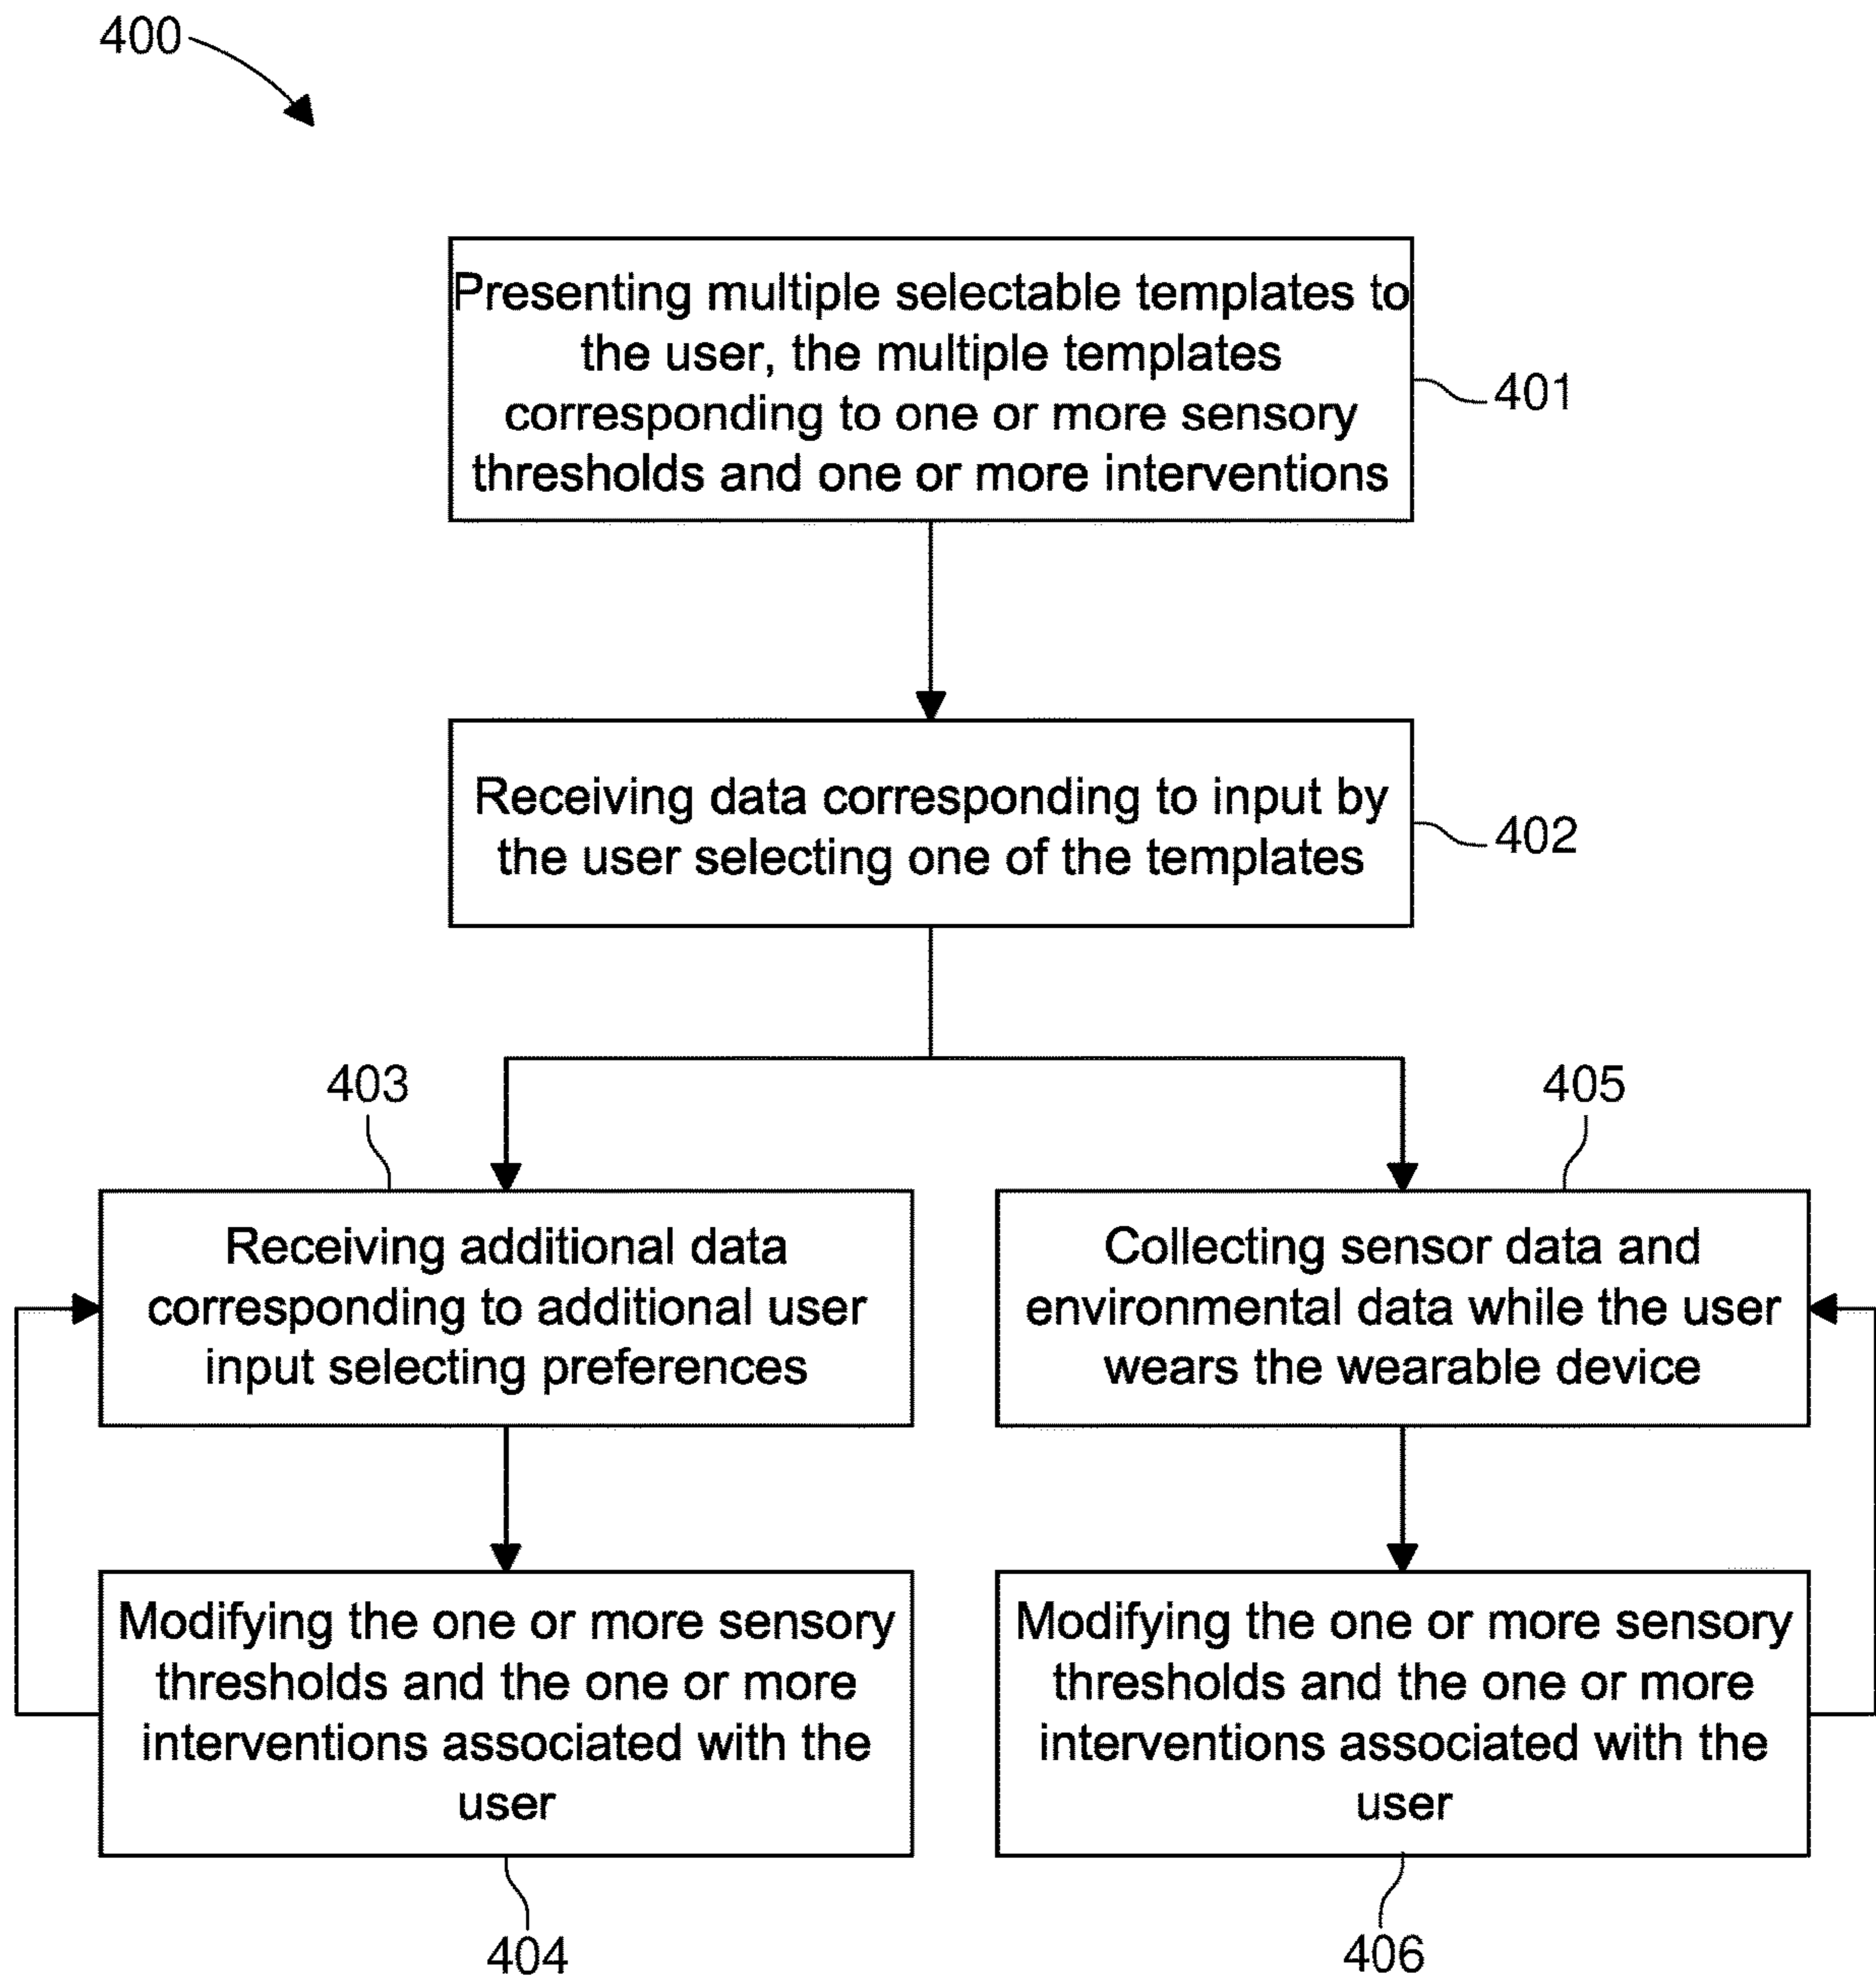 400
Presenting multiple selectable templates to
the user, the multiple templates
corresponding to one or more sensory
thresholds and one or more interventions
401
Receiving data corresponding to input by
the user selecting one of the templates
402
403
Receiving additional data
corresponding to additional user
input selecting preferences
405
Collecting sensor data and
environmental data while the user
wears the wearable device
Modifying the one or more sensory
thresholds and the one or more
interventions associated with the
user
404
Modifying the one or more sensory
thresholds and the one or more
interventions associated with the
user
406